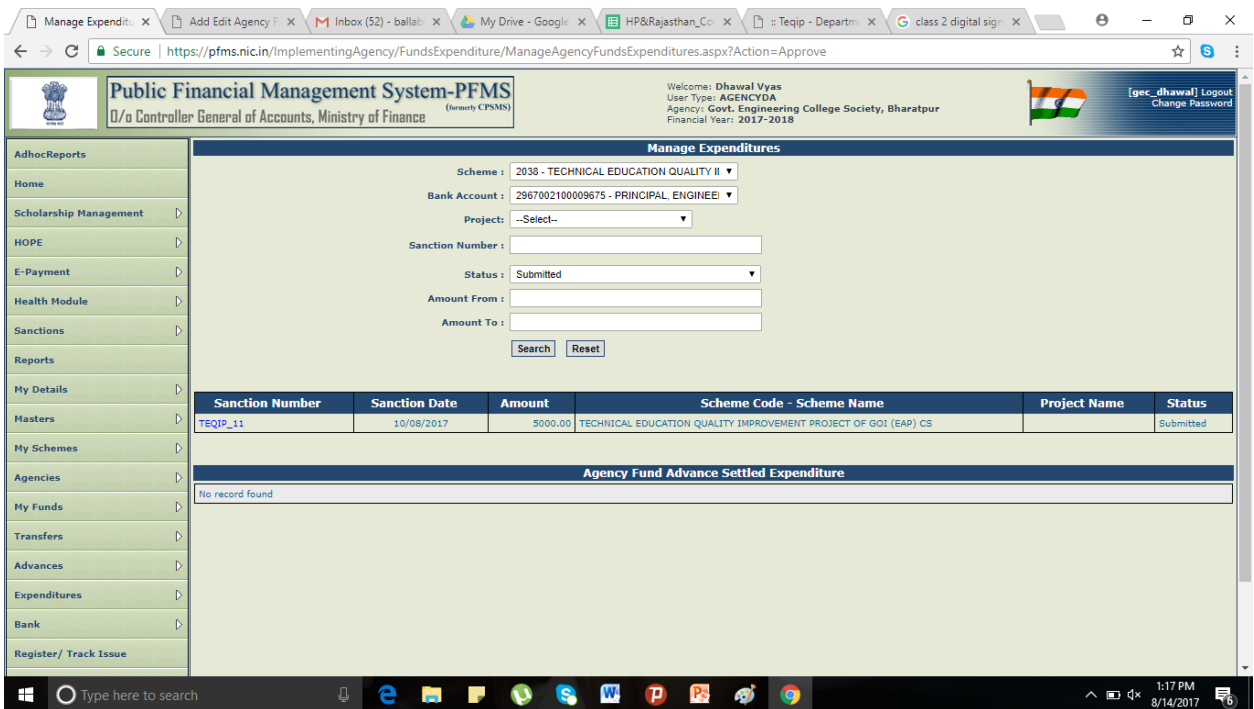 Manage Expenditu
Add Edit Agency F
Inbox (52) - ballab
My Drive - Google
HP&Rajasthan_Co
:: Teqip - Departm
class 2 digital sign
Secure | https://pfms.nic.in/ImplementingAgency/FundsExpenditure/ManageAgencyFundsExpenditures.aspx?Action=Approve
Public Financial Management System-PFMS
(formerly CPSMS)
O/o Controller General of Accounts, Ministry of Finance
Welcome: Dhawal Vyas
User Type: AGENCYDA
Agency: Govt. Engineering College Society, Bharatpur
Financial Year: 2017-2018
[gec_dhawal] Logout
Change Password
AdhocReports
Home
Scholarship Management
HOPE
E-Payment
Health Module
Sanctions
Reports
My Details
Masters
My Schemes
Agencies
My Funds
Transfers
Advances
Expenditures
Bank
Register/ Track Issue
Manage Expenditures
Scheme : 2038 - TECHNICAL EDUCATION QUALITY I
Bank Account : 2967002100009675 - PRINCIPAL, ENGINEE
Project: --Select--
Sanction Number :
Status : Submitted
Amount From :
Amount To :
Search Reset
Sanction Number Sanction Date Amount Scheme Code - Scheme Name Project Name Status
TEQIP_11 10/08/2017 5000.00 TECHNICAL EDUCATION QUALITY IMPROVEMENT PROJECT OF GOI (EAP) CS Submitted
Agency Fund Advance Settled Expenditure
No record found
Type here to search
1:17 PM
8/14/2017
6